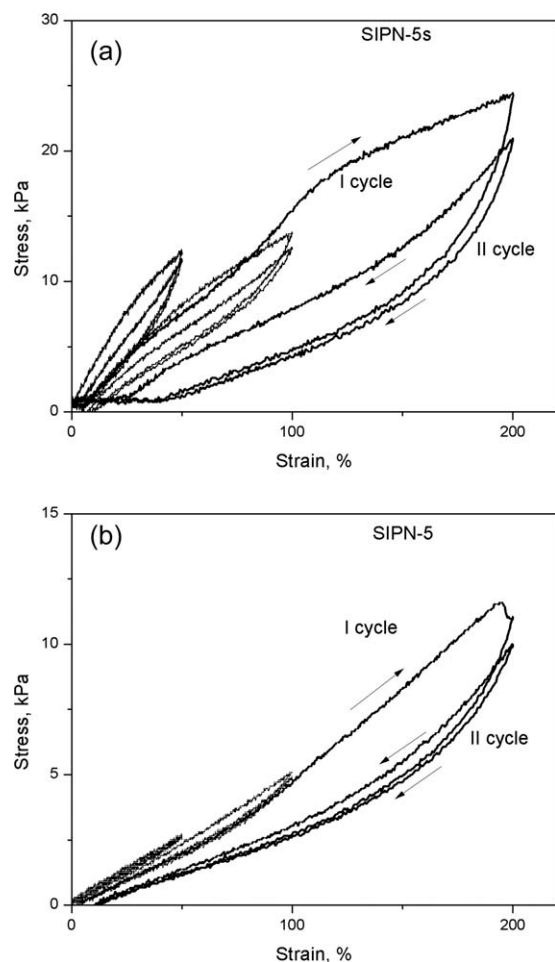 (a)
SIPN-5s
30
20
10
0
Stress, kPa
I cycle
II cycle
0 100 200
Strain, %
(b)
SIPN-5
15
10
5
0
Stress, kPa
I cycle
II cycle
0 100 200
Strain, %